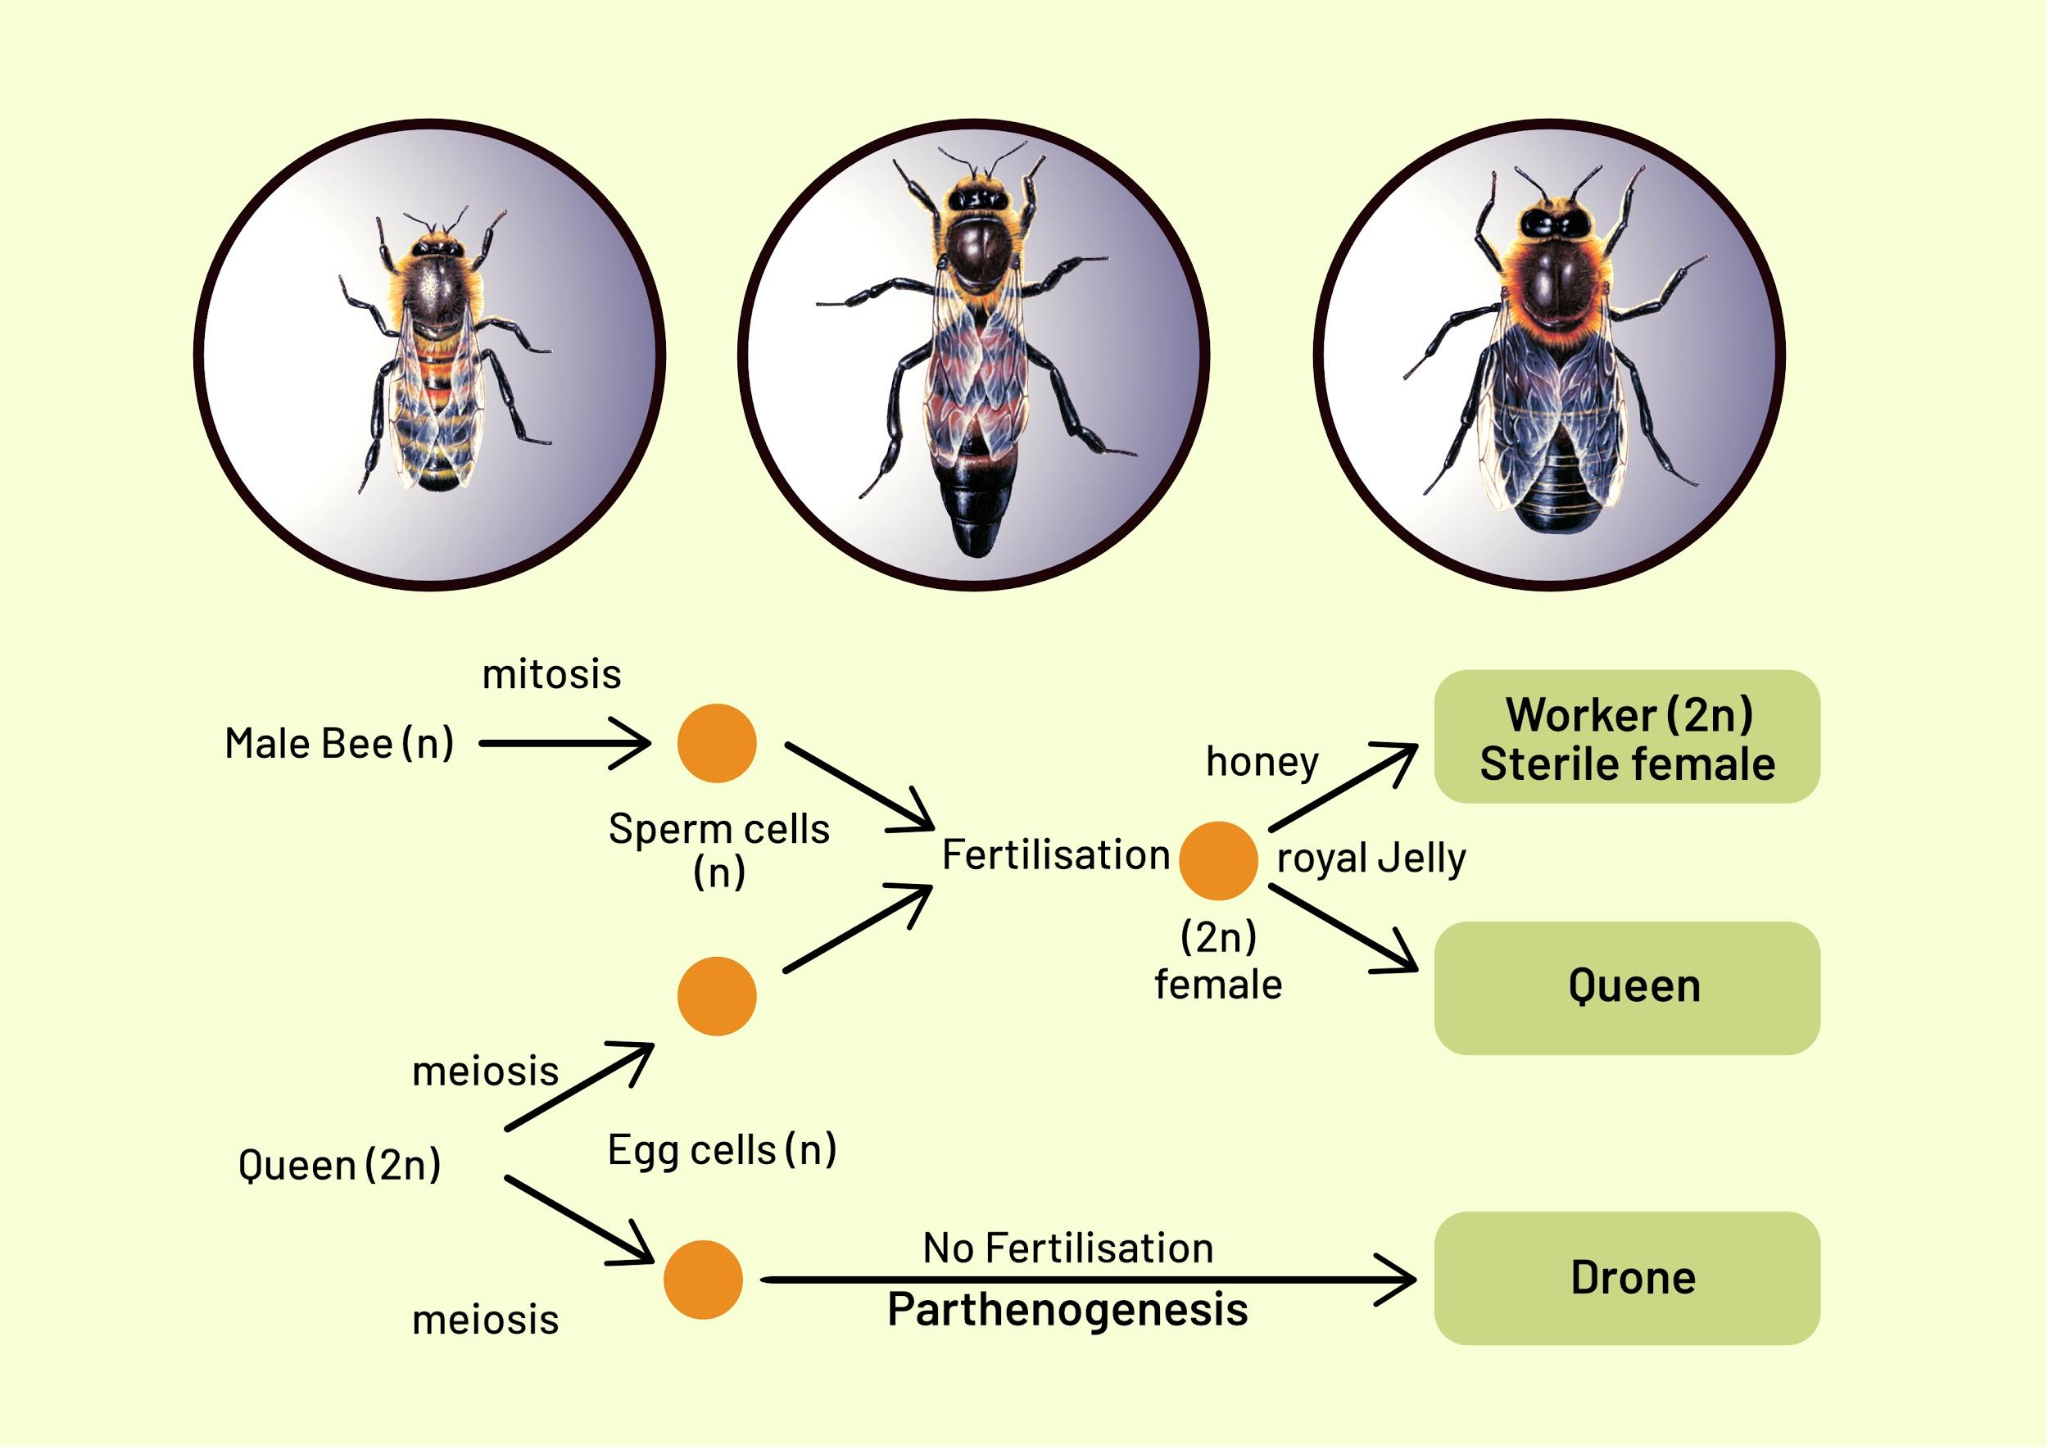 mitosis
Male Bee (n)
Sperm cells
(n)
Fertilisation
honey
royal Jelly
(2n)
female
Worker (2n)
Sterile female
Queen
meiosis
Queen (2n)
Egg cells (n)
meiosis
No Fertilisation
Parthenogenesis
Drone